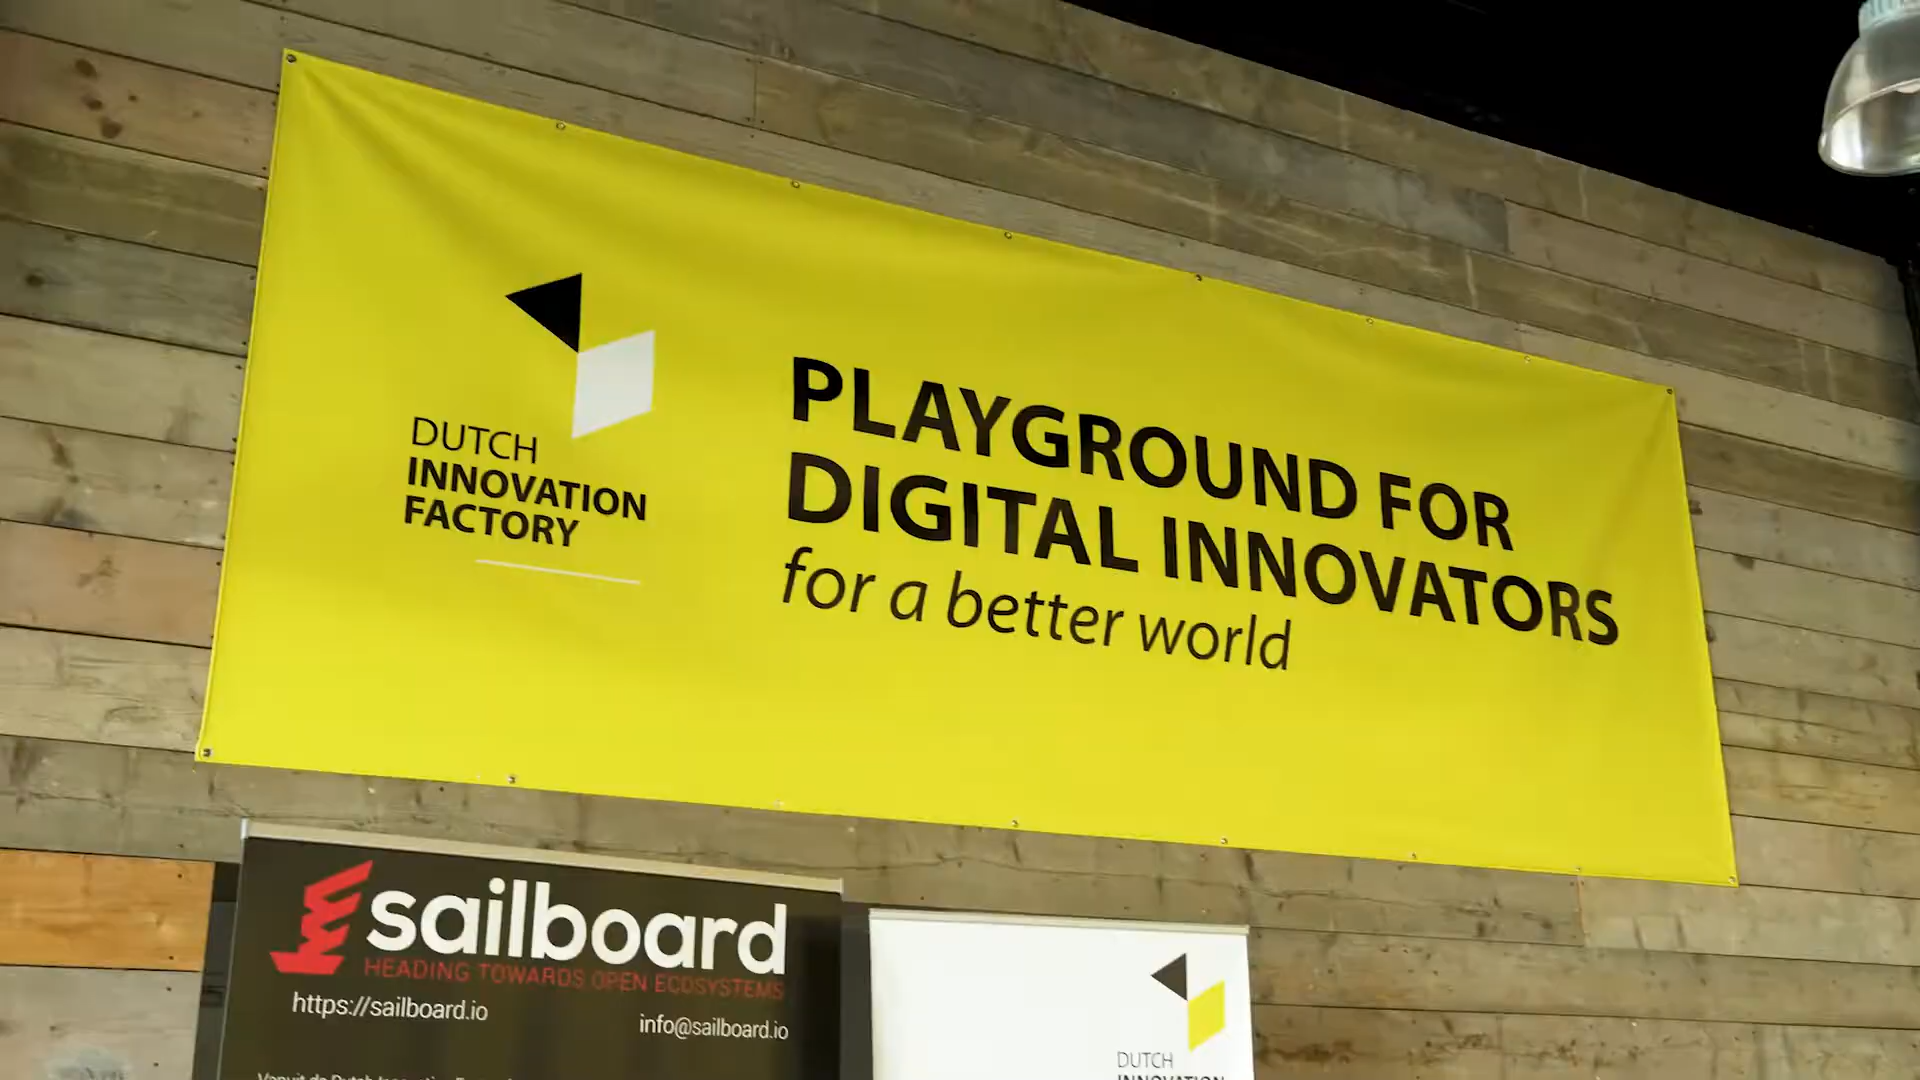 DUTCH
INNOVATION
FACTORY
PLAYGROUND FOR
DIGITAL INNOVATORS
for a better world
sailboard
HEADING TOWARDS OPEN ECOSYSTEMS
https://sailboard.io
info@sailboard.io
DUTCH
INNOVATION